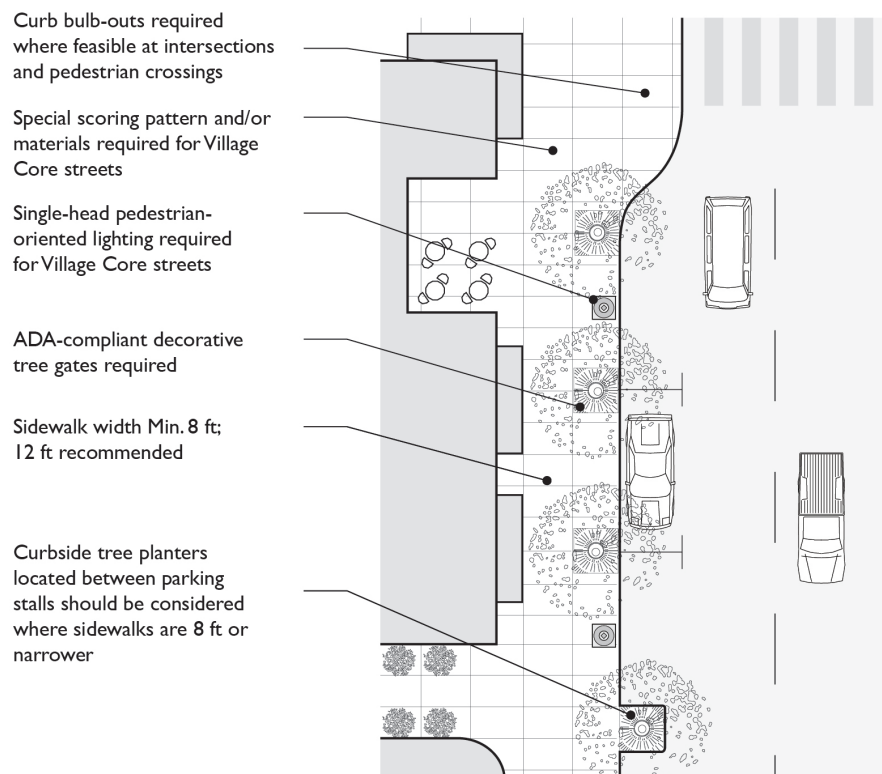 Curb bulb-outs required
where feasible at intersections
and pedestrian crossings
Special scoring pattern and/or
materials required for Village
Core streets
Single-head pedestrian-
oriented lighting required
for Village Core streets
ADA-compliant decorative
tree gates required
Sidewalk width Min. 8 ft;
12 ft recommended
Curbside tree planters
located between parking
stalls should be considered
where sidewalks are 8 ft or
narrower